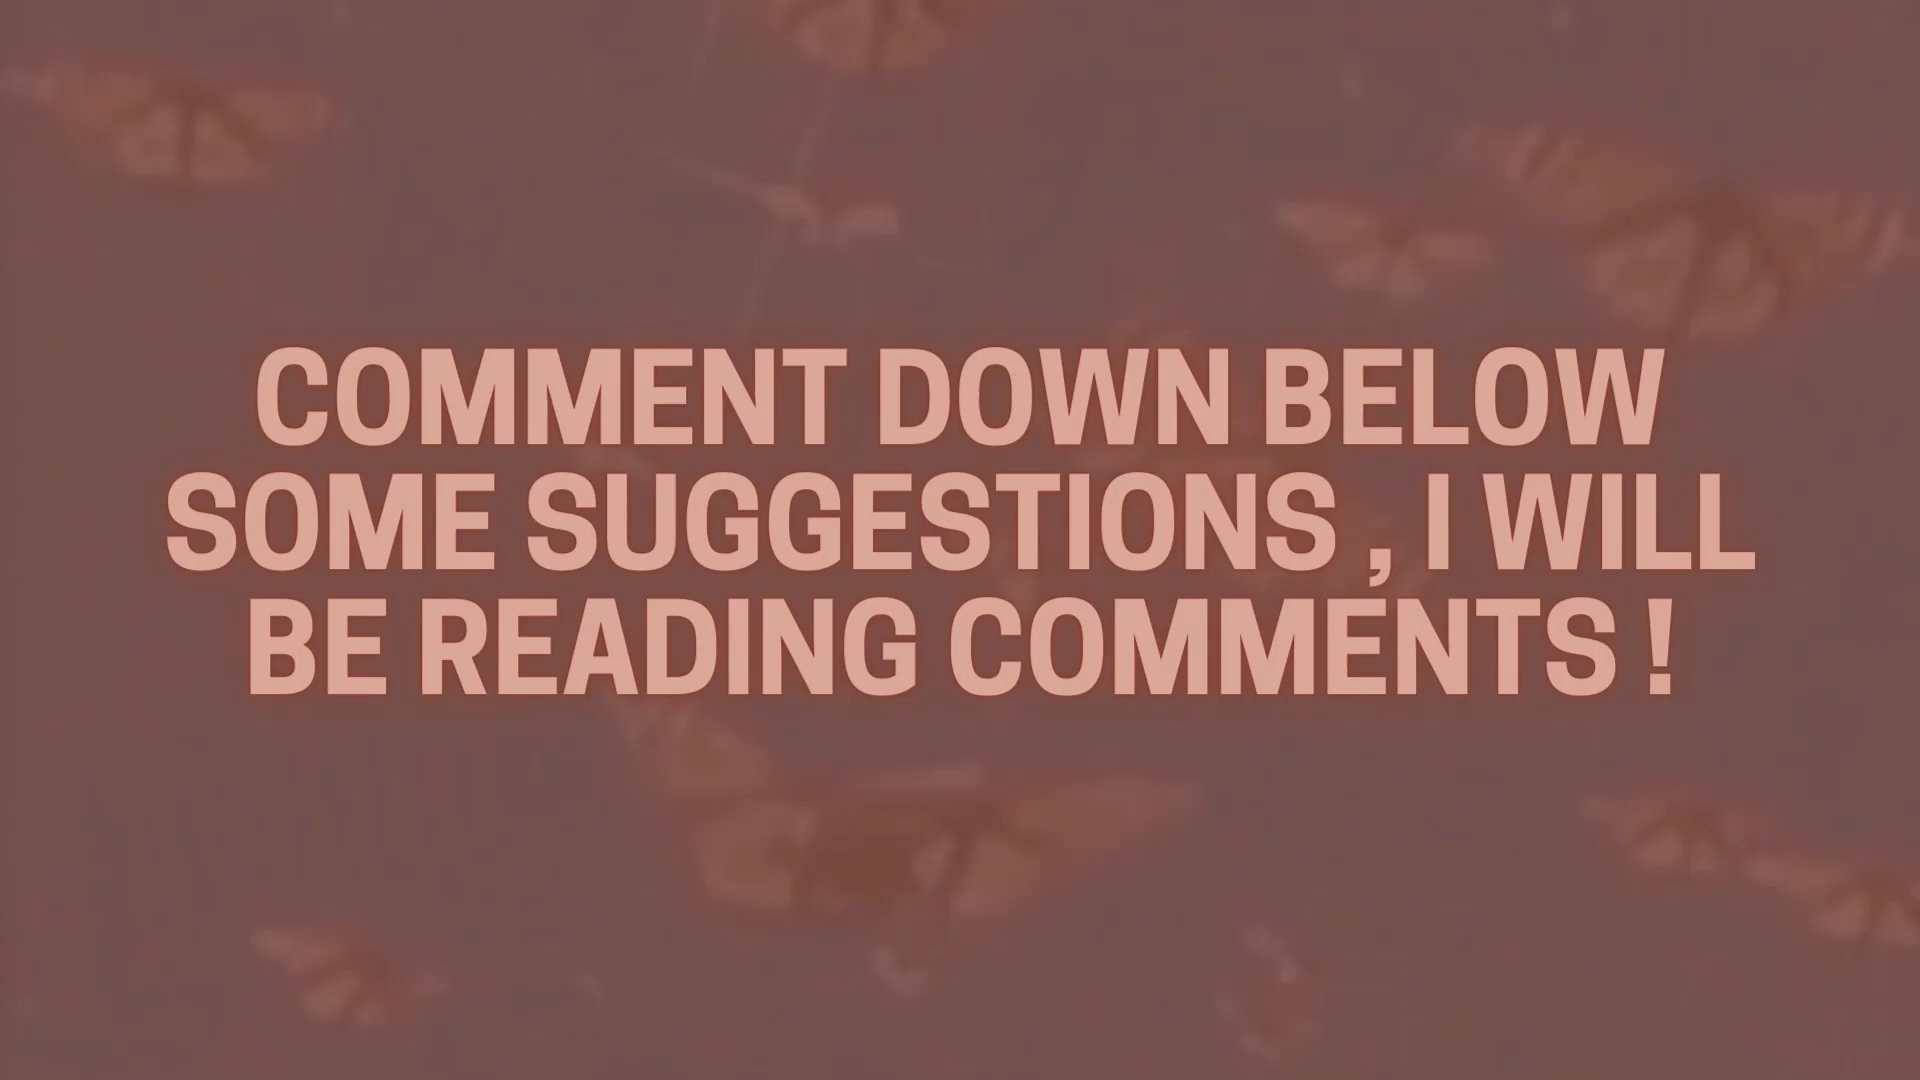 COMMENT DOWN BELOW
SOME SUGGESTIONS , I WILL
BE READING COMMENTS !